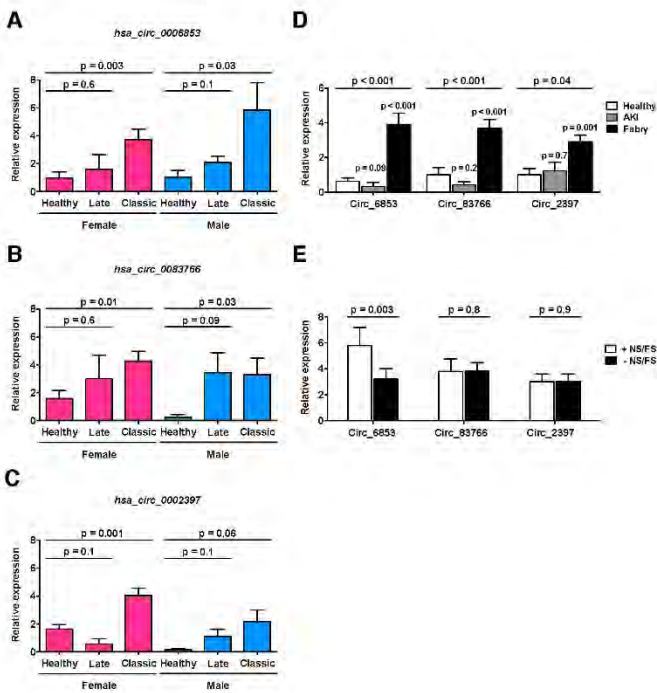 A
hsa_circ_0006853
p = 0.003
p = 0.03
p = 0.6
p = 0.1
Relative expression
8
6
4
2
0
Healthy Late Classic Healthy Late Classic
Female Male
B
hsa_circ_0083766
p = 0.01
p = 0.03
p = 0.6
p = 0.09
Relative expression
8
6
4
2
0
Healthy Late Classic Healthy Late Classic
Female Male
C
hsa_circ_0002397
p = 0.001
p = 0.06
p = 0.1
p = 0.1
Relative expression
8
6
4
2
0
Healthy Late Classic Healthy Late Classic
Female Male
D
p < 0.001 p < 0.001 p = 0.04
Healthy
AKI
Fabry
p<0.001
p<0.001
p=0.001
p=0.09
p=0.2
p=0.7
Relative expression
6
4
2
0
Circ_6853 Circ_83766 Circ_2397
E
p = 0.003 p = 0.8 p = 0.9
+ NS/FS
- NS/FS
Relative expression
8
6
4
2
0
Circ_6853 Circ_83766 Circ_2397